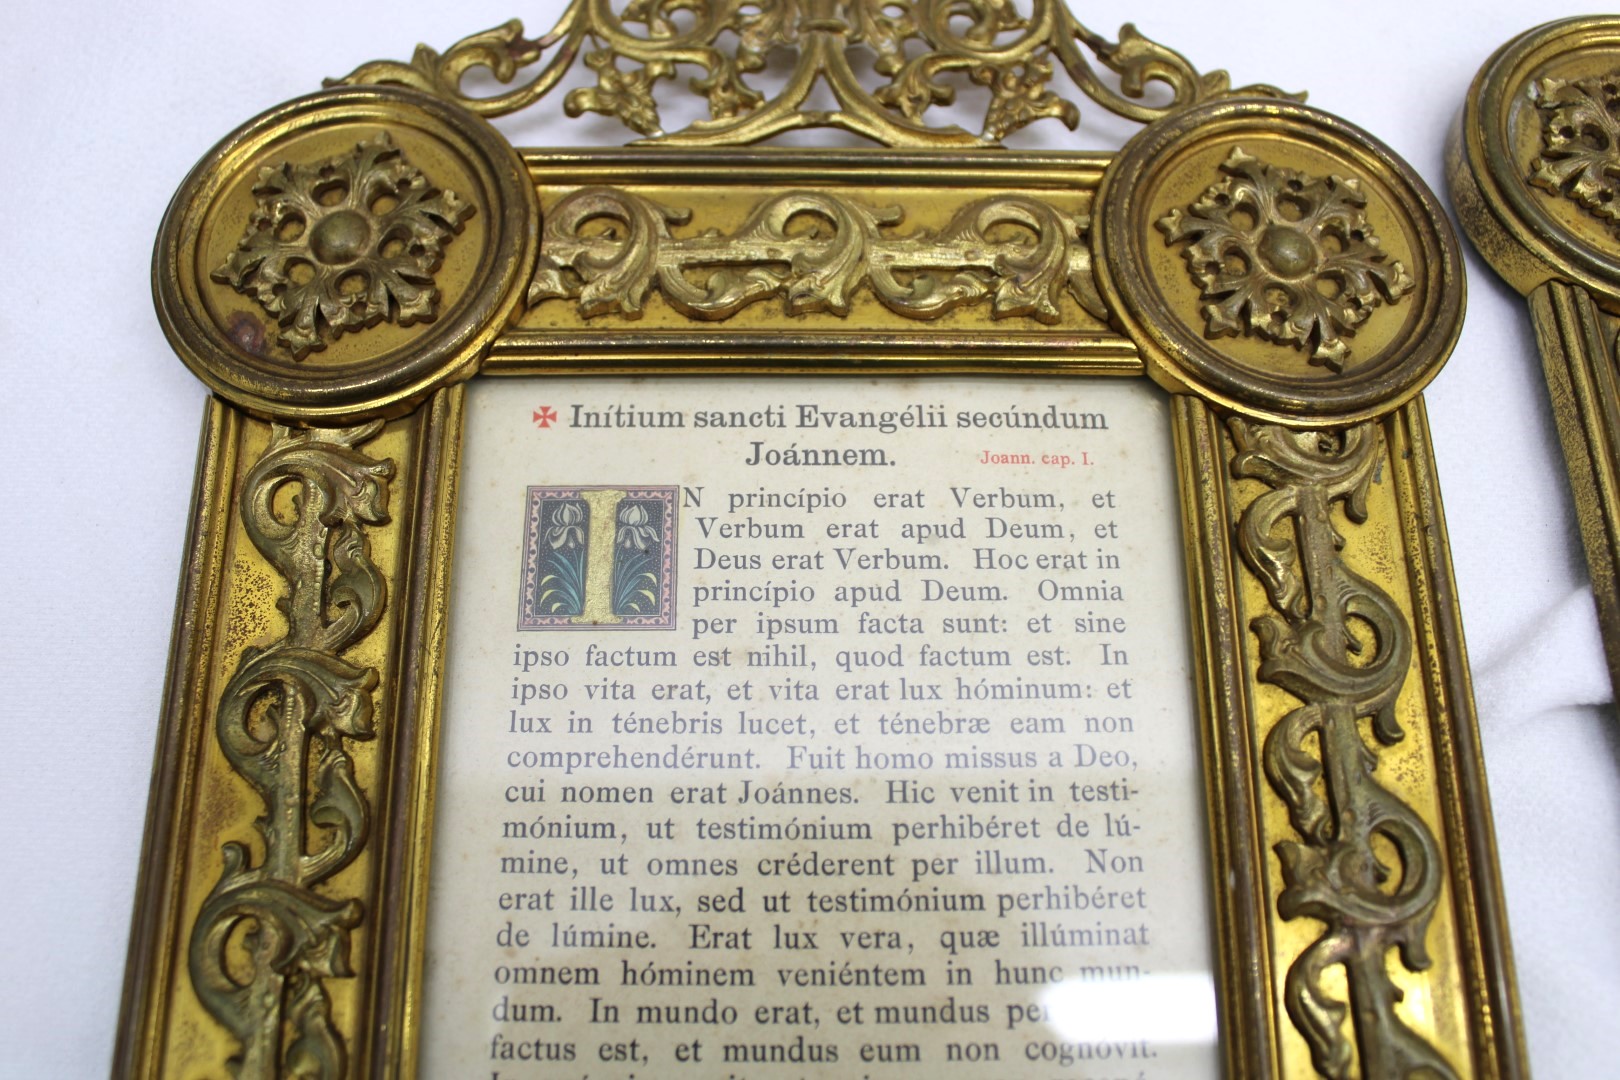 ✠ Inítium sancti Evangélii secúndum
Joánnem. Joann. cap. I.
IN princípio erat Verbum, et
Verbum erat apud Deum, et
Deus erat Verbum. Hoc erat in
princípio apud Deum. Omnia
per ipsum facta sunt: et sine
ipso factum est nihil, quod factum est. In
ipso vita erat, et vita erat lux hóminum: et
lux in ténebris lucet, et ténebræ eam non
comprehendérunt. Fuit homo missus a Deo,
cui nomen erat Joánnes. Hic venit in testi-
mónium, ut testimónium perhibéret de lú-
mine, ut omnes créderent per illum. Non
erat ille lux, sed ut testimónium perhibéret
de lúmine. Erat lux vera, quæ illúminat
omnem hóminem veniéntem in hunc mun-
dum. In mundo erat, et mundus
factus est, et mundus eum non cognóvit.